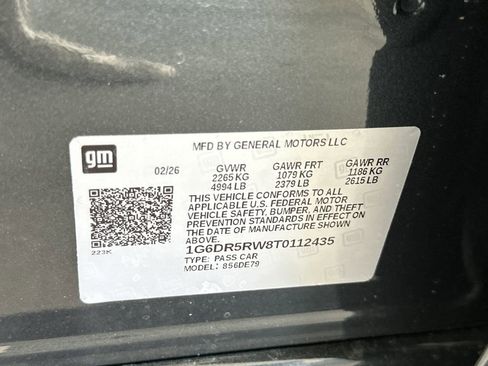 gm
MFD BY GENERAL MOTORS LLC
02/26 GVWR GAWR FRT GAWR RR
2265 KG 1079 KG 1186 KG
4994 LB 2379 LB 2615 LB
THIS VEHICLE CONFORMS TO ALL
APPLICABLE U.S. FEDERAL MOTOR
VEHICLE SAFETY, BUMPER, AND THEFT
PREVENTION STANDARDS IN EFFECT ON
THE DATE OF MANUFACTURE SHOWN
ABOVE.
223K
1G6DR5RW8T0112435
TYPE: PASS CAR
MODEL: 856DE79